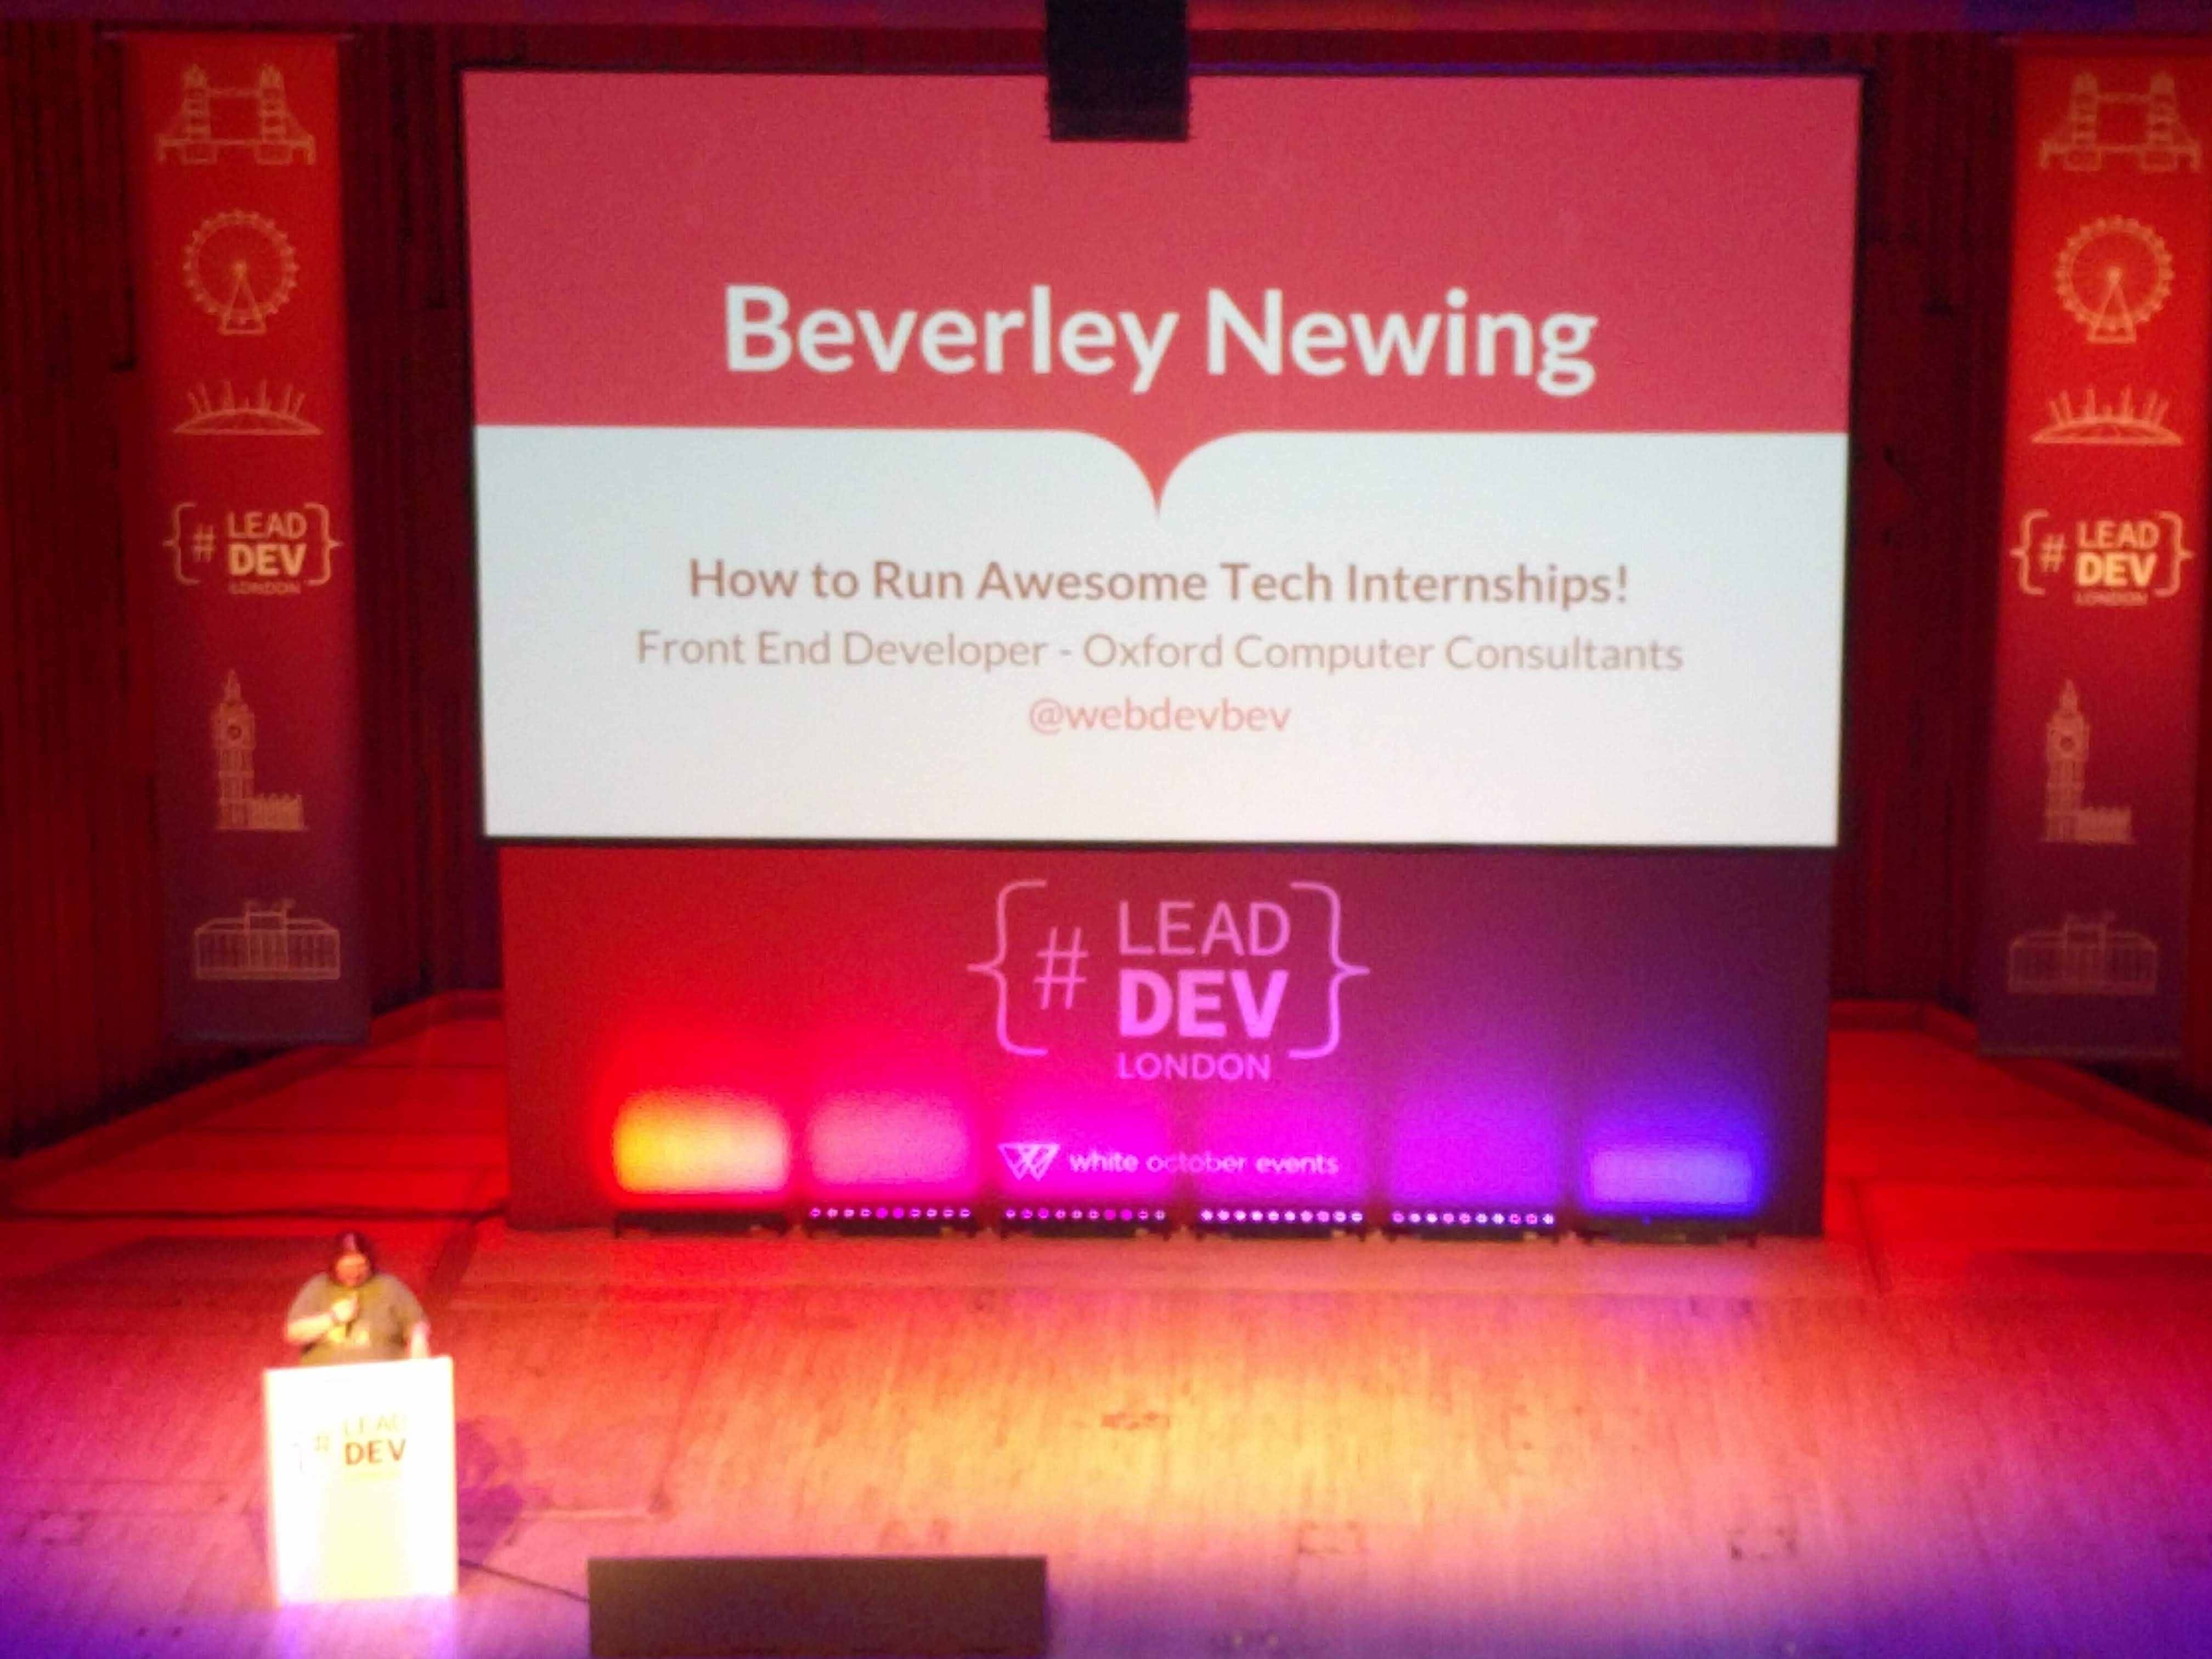 Beverley Newing
How to Run Awesome Tech Internships!
Front End Developer - Oxford Computer Consultants
@webdevbev
{# LEAD
DEV}
LONDON
{# LEAD
DEV}
LONDON
{# LEAD
DEV}
LONDON
white october events
# LEAD
DEV